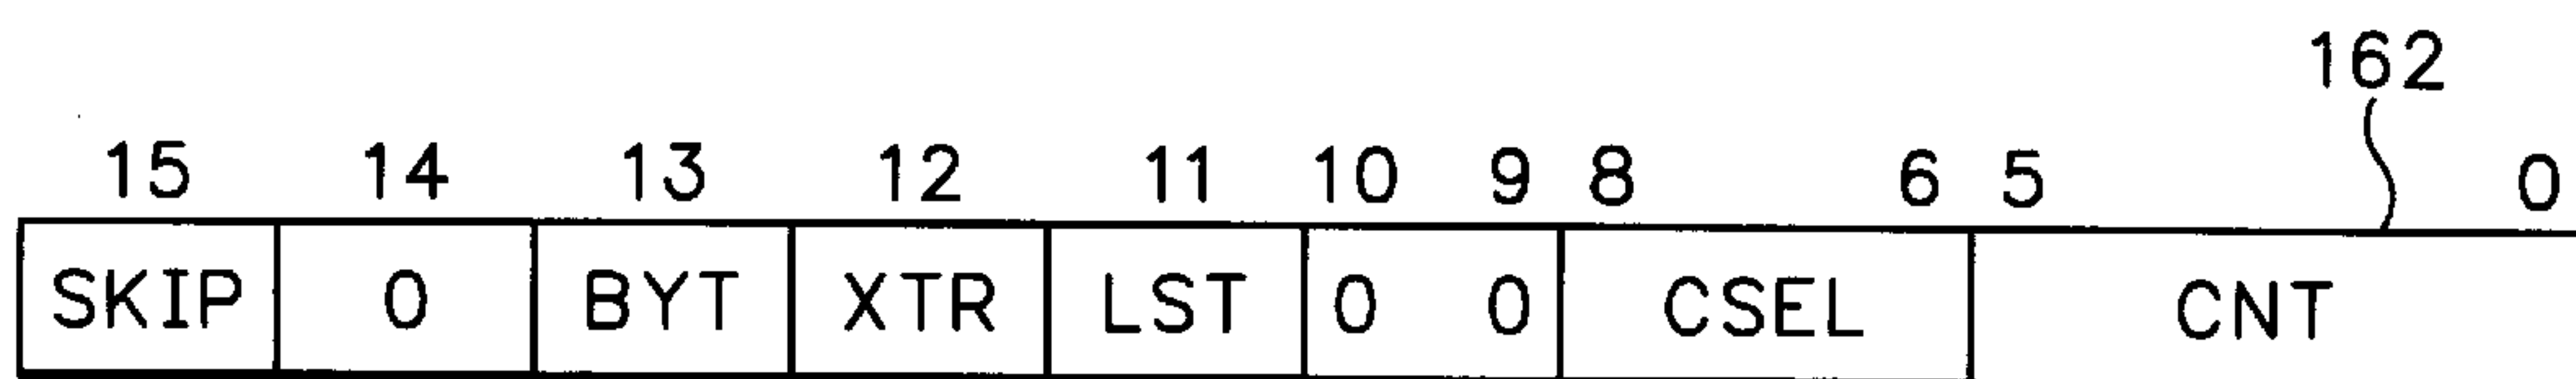 162
15 14 13 12 11 10 9 8 6 5 0
SKIP 0 BYT XTR LST 0 0 CSEL CNT